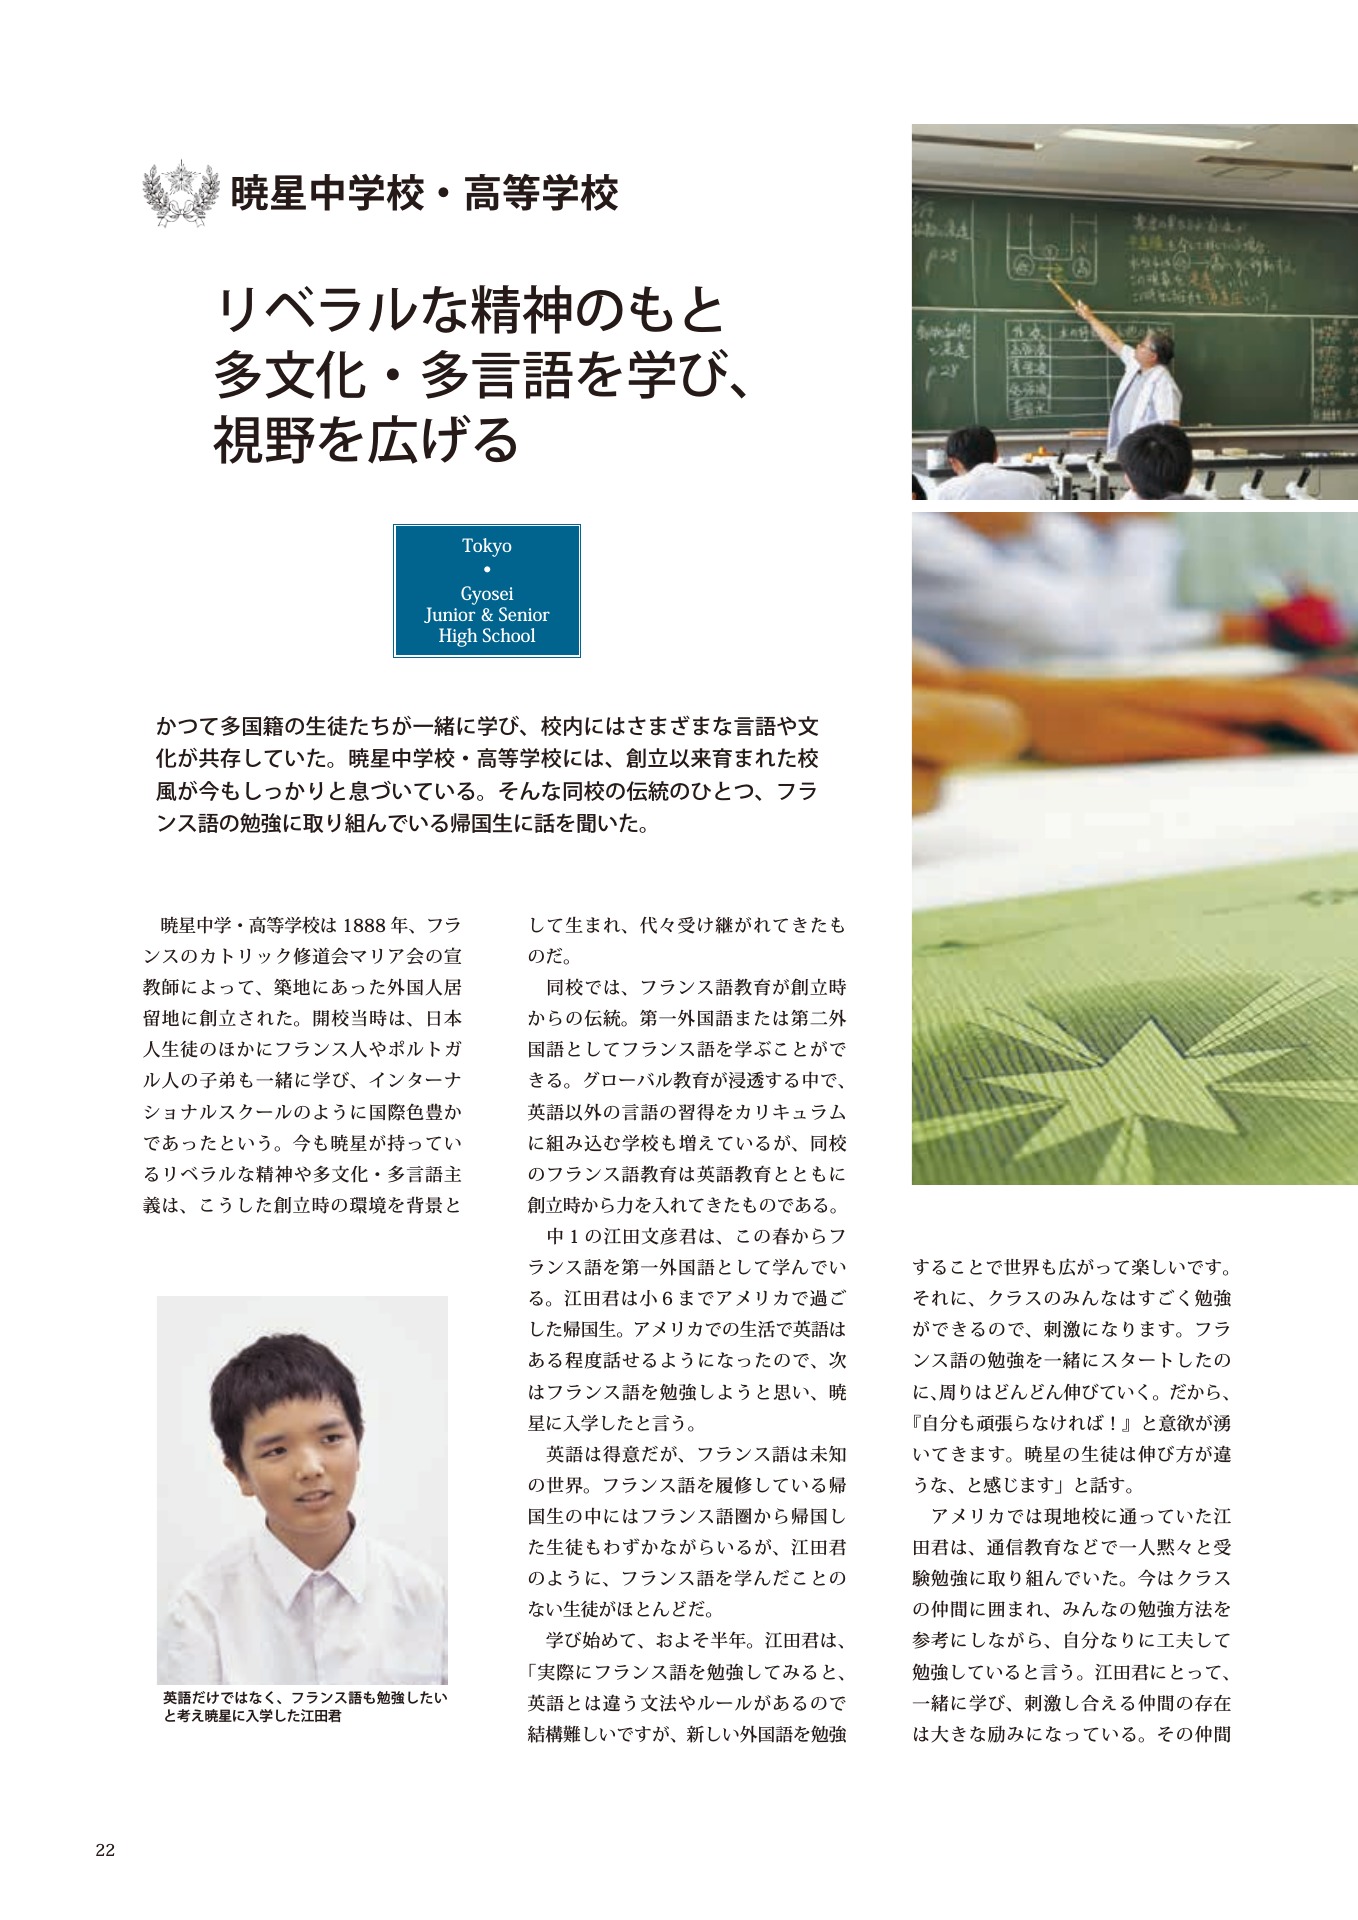 暁星中学校・高等学校
リベラルな精神のもと
多文化・多言語を学び、
視野を広げる
Tokyo
•
Gyosei
Junior & Senior
High School
かつて多国籍の生徒たちが一緒に学び、校内にはさまざまな言語や文
化が共存していた。暁星中学校・高等学校には、創立以来育まれた校
風が今もしっかりと息づいている。そんな同校の伝統のひとつ、フラ
ンス語の勉強に取り組んでいる帰国生に話を聞いた。
暁星中学・高等学校は 1888 年、フラ
ンスのカトリック修道会マリア会の宣
教師によって、築地にあった外国人居
留地に創立された。開校当時は、日本
人生徒のほかにフランス人やポルトガ
ル人の子弟も一緒に学び、インターナ
ショナルスクールのように国際色豊か
であったという。今も暁星が持ってい
るリベラルな精神や多文化・多言語主
義は、こうした創立時の環境を背景と
英語だけではなく、フランス語も勉強したい
と考え暁星に入学した江田君
して生まれ、代々受け継がれてきたも
のだ。
同校では、フランス語教育が創立時
からの伝統。第一外国語または第二外
国語としてフランス語を学ぶことがで
きる。グローバル教育が浸透する中で、
英語以外の言語の習得をカリキュラム
に組み込む学校も増えているが、同校
のフランス語教育は英語教育とともに
創立時から力を入れてきたものである。
中 1 の江田文彦君は、この春からフ
ランス語を第一外国語として学んでい
る。江田君は小 6 までアメリカで過ご
した帰国生。アメリカでの生活で英語は
ある程度話せるようになったので、次
はフランス語を勉強しようと思い、暁
星に入学したと言う。
英語は得意だが、フランス語は未知
の世界。フランス語を履修している帰
国生の中にはフランス語圏から帰国し
た生徒もわずかながらいるが、江田君
のように、フランス語を学んだことの
ない生徒がほとんどだ。
学び始めて、およそ半年。江田君は、
「実際にフランス語を勉強してみると、
英語とは違う文法やルールがあるので
結構難しいですが、新しい外国語を勉強
することで世界も広がって楽しいです。
それに、クラスのみんなはすごく勉強
ができるので、刺激になります。フラ
ンス語の勉強を一緒にスタートしたの
に、周りはどんどん伸びていく。だから、
『自分も頑張らなければ！』と意欲が湧
いてきます。暁星の生徒は伸び方が違
うな、と感じます」と話す。
アメリカでは現地校に通っていた江
田君は、通信教育などで一人黙々と受
験勉強に取り組んでいた。今はクラス
の仲間に囲まれ、みんなの勉強方法を
参考にしながら、自分なりに工夫して
勉強していると言う。江田君にとって、
一緒に学び、刺激し合える仲間の存在
は大きな励みになっている。その仲間
22